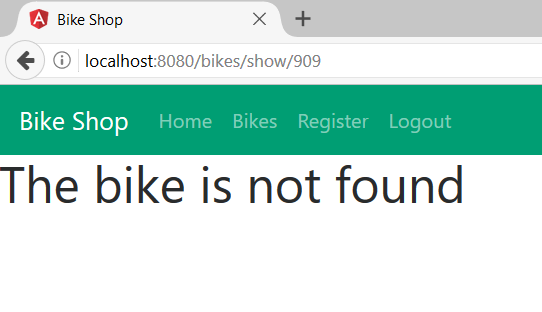 Bike Shop
localhost:8080/bikes/show/909
Bike Shop Home Bikes Register Logout
The bike is not found